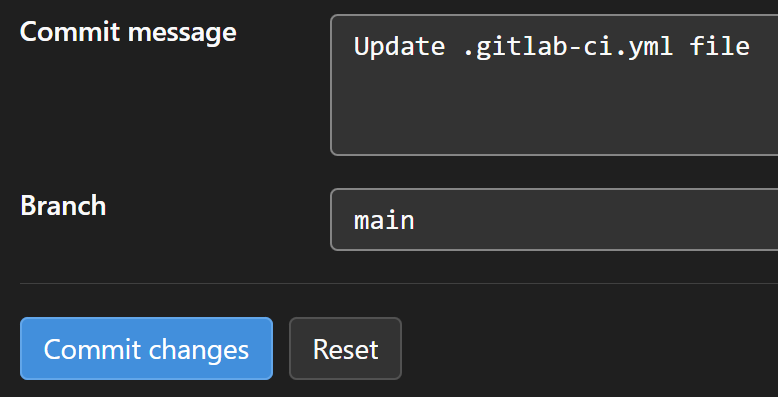 Commit message
Update .gitlab-ci.yml file
Branch
main
Commit changes
Reset